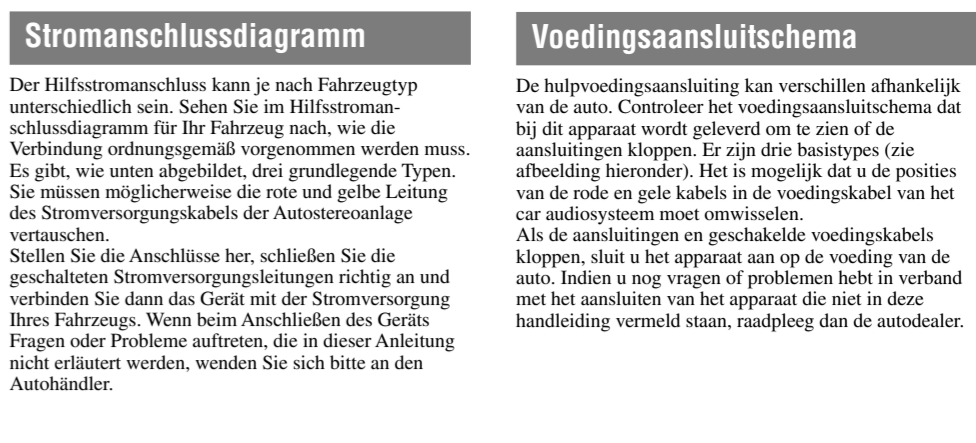 Stromanschlussdiagramm
Der Hilfsstromanschluss kann je nach Fahrzeugtyp
unterschiedlich sein. Sehen Sie im Hilfsstroman-
schlussdiagramm für Ihr Fahrzeug nach, wie die
Verbindung ordnungsgemäß vorgenommen werden muss.
Es gibt, wie unten abgebildet, drei grundlegende Typen.
Sie müssen möglicherweise die rote und gelbe Leitung
des Stromversorgungskabels der Autostereoanlage
vertauschen.
Stellen Sie die Anschlüsse her, schließen Sie die
geschalteten Stromversorgungsleitungen richtig an und
verbinden Sie dann das Gerät mit der Stromversorgung
Ihres Fahrzeugs. Wenn beim Anschließen des Geräts
Fragen oder Probleme auftreten, die in dieser Anleitung
nicht erläutert werden, wenden Sie sich bitte an den
Autohändler.
Voedingsaansluitschema
De hulpvoedingsaansluiting kan verschillen afhankelijk
van de auto. Controleer het voedingsaansluitschema dat
bij dit apparaat wordt geleverd om te zien of de
aansluitingen kloppen. Er zijn drie basistypes (zie
afbeelding hieronder). Het is mogelijk dat u de posities
van de rode en gele kabels in de voedingskabel van het
car audiosysteem moet omwisselen.
Als de aansluitingen en geschakelde voedingskabels
kloppen, sluit u het apparaat aan op de voeding van de
auto. Indien u nog vragen of problemen hebt in verband
met het aansluiten van het apparaat die niet in deze
handleiding vermeld staan, raadpleeg dan de autodealer.